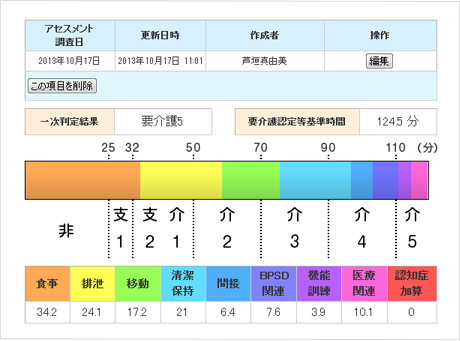 アセスメント
調査日
更新日時
作成者
操作
2013年10月17日
2013年10月17日 11:01
芦垣真由美
編集
この項目を削除
一次判定結果
要介護5
要介護認定等基準時間
124.5 分
25 32 50 70 90 110 (分)
非
支
1
支
2
介
1
介
2
介
3
介
4
介
5
食事
排泄
移動
清潔
保持
間接
BPSD
関連
機能
訓練
医療
関連
認知症
加算
34.2 24.1 17.2 21 6.4 7.6 3.9 10.1 0